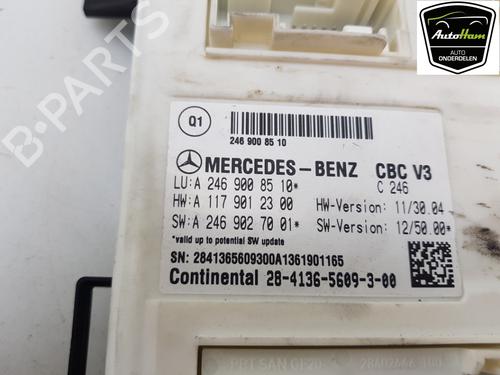 AutoHam
AUTO
ONDERDELEN
B-PARTS
Q1
246 900 85 10
MERCEDES-BENZ CBC V3
LU: A 246 900 85 10* C 246
HW: A 117 901 23 00 HW-Version: 11/30.04
SW: A 246 902 70 01* SW-Version: 12/50.00*
*valid up to potential SW update
SN: 2841365609300A1361901165
Continental 28-4136-5609-3-00